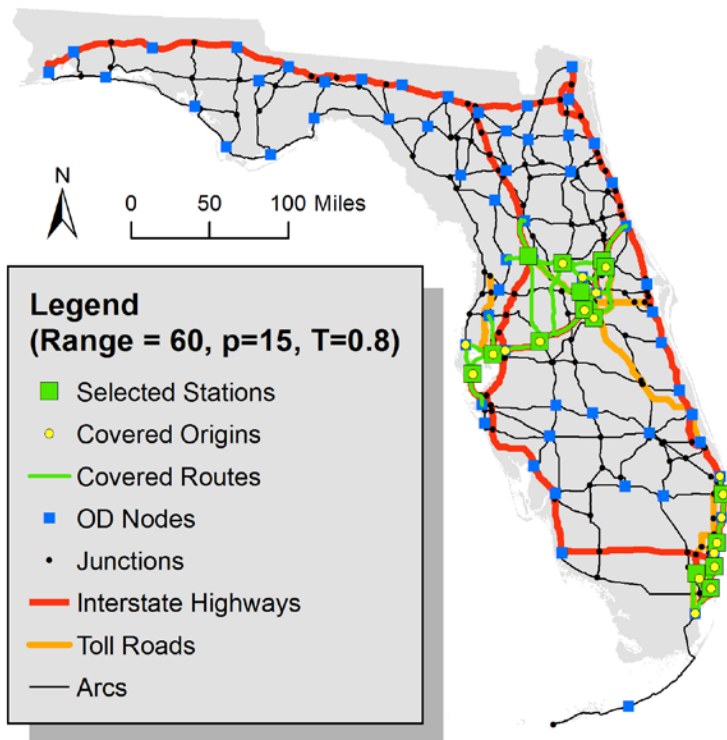 N
0 50 100 Miles
Legend
(Range = 60, p=15, T=0.8)
Selected Stations
Covered Origins
Covered Routes
OD Nodes
Junctions
Interstate Highways
Toll Roads
Arcs